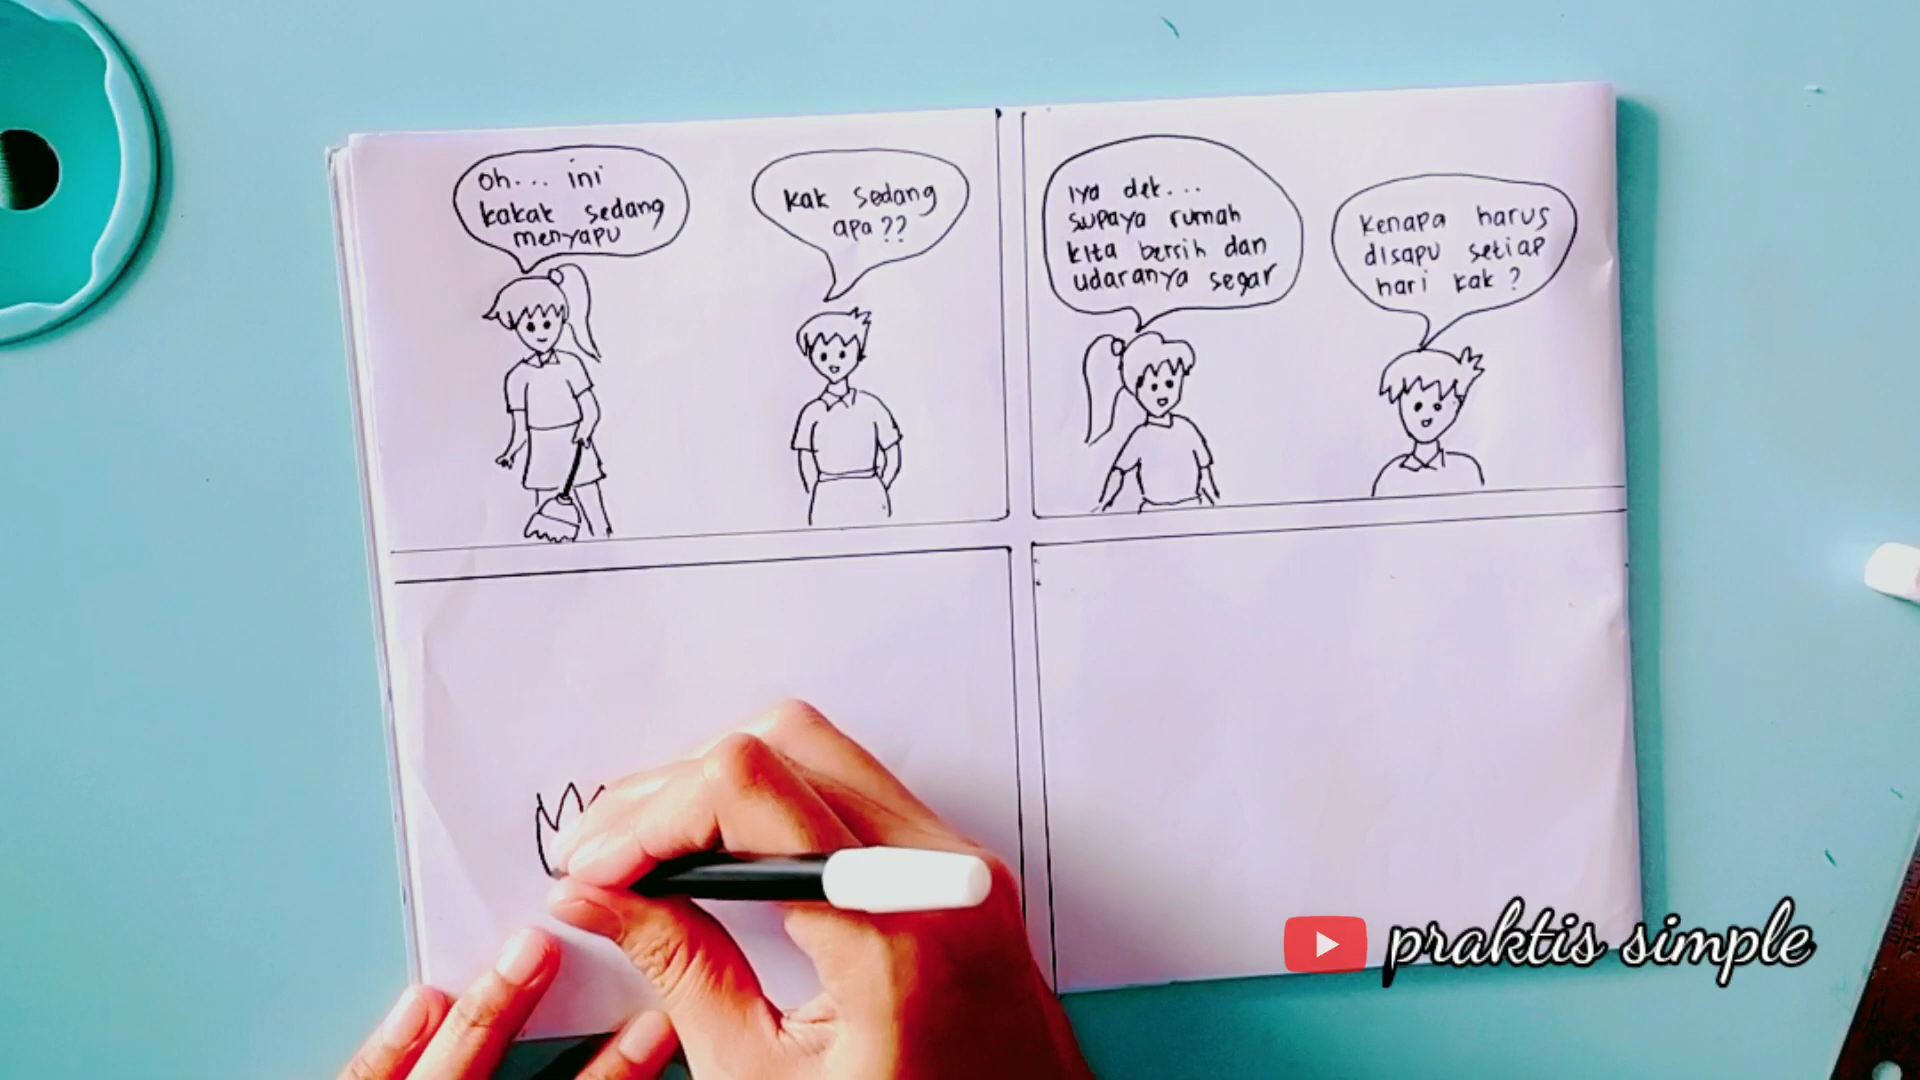 Oh... ini
kakak sedang
menyapu
kak sedang
apa??
Iya dek...
supaya rumah
kita bersih dan
udaranya segar
Kenapa harus
disapu setiap
hari kak?
praktis simple